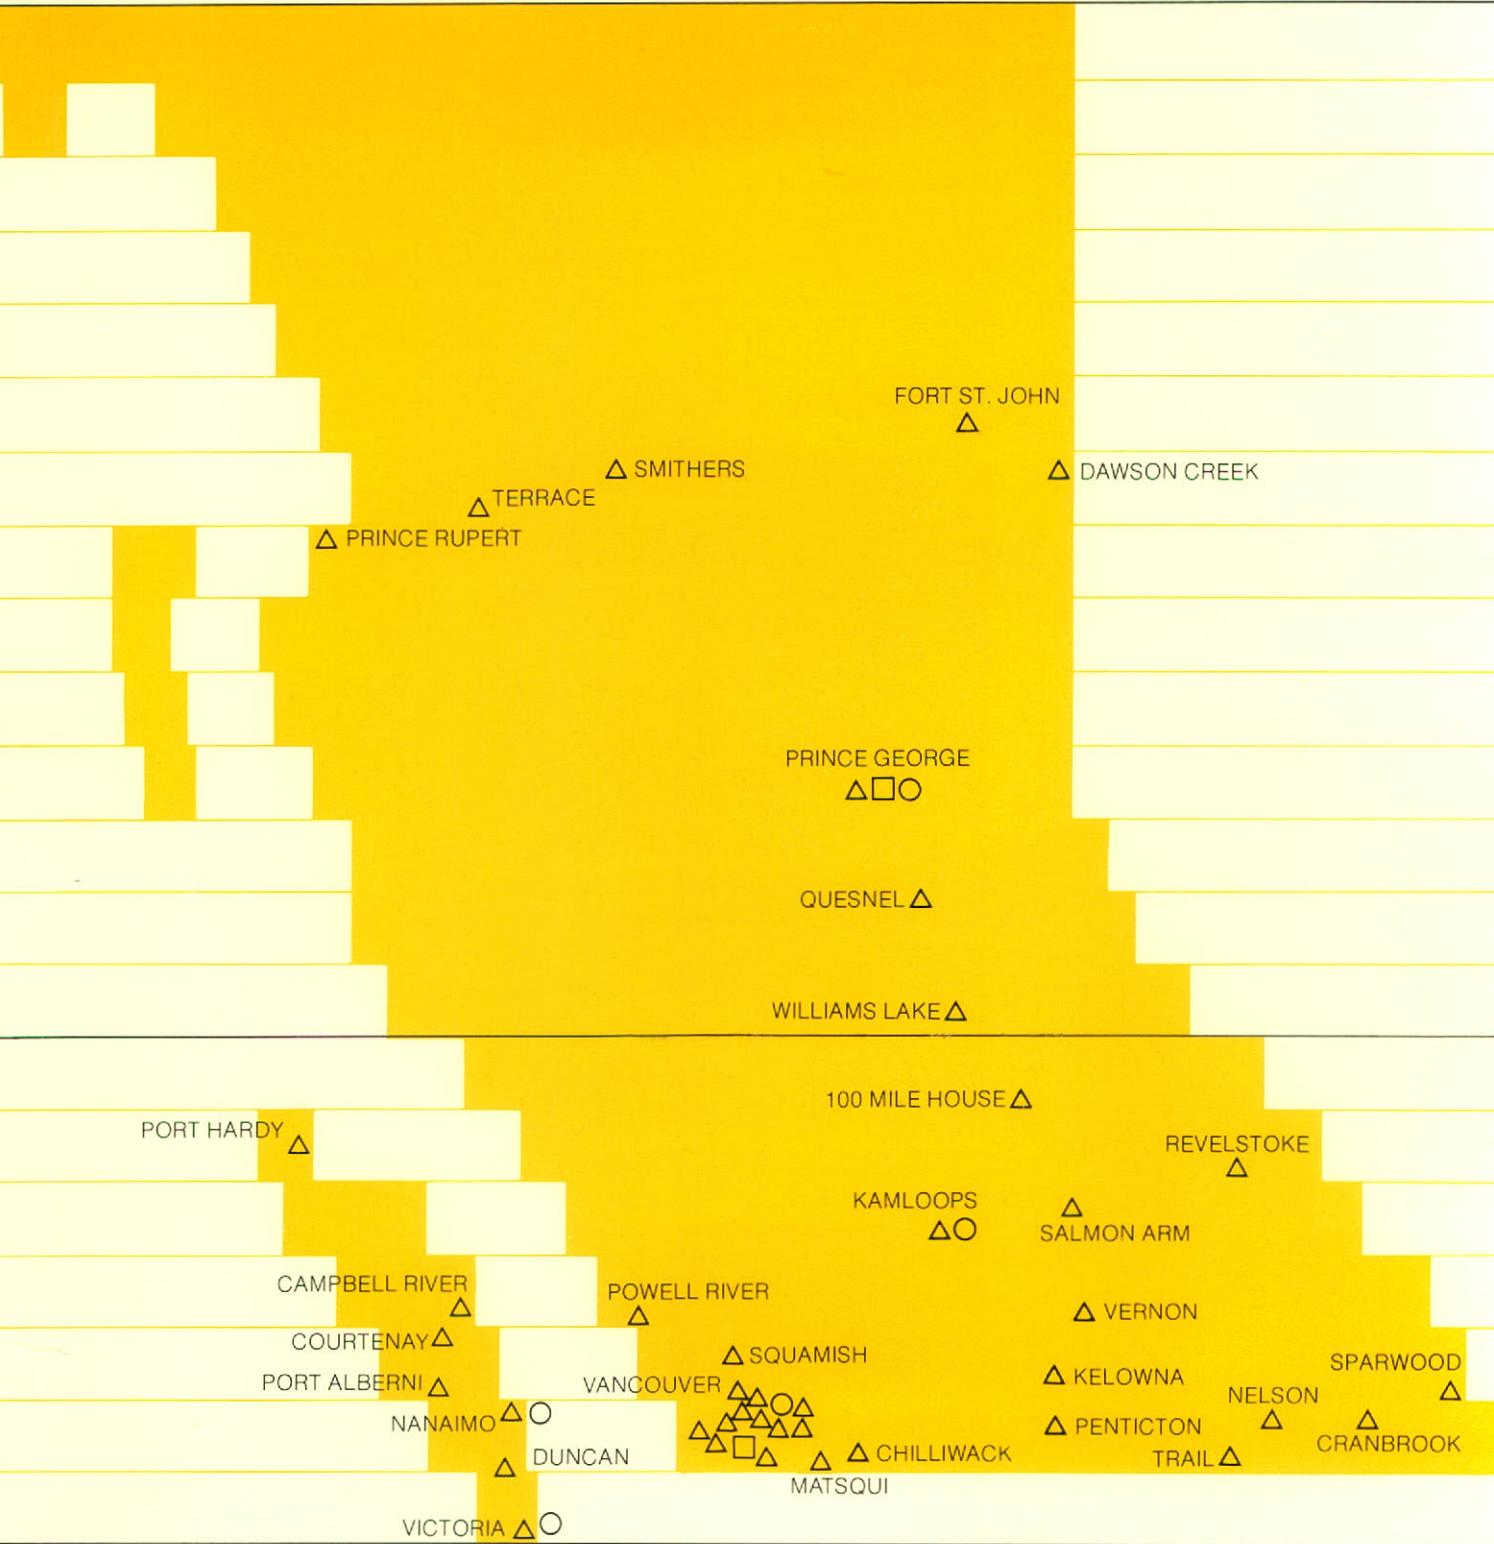 FORT ST. JOHN
SMITHERS
DAWSON CREEK
TERRACE
PRINCE RUPERT
PRINCE GEORGE
QUESNEL
WILLIAMS LAKE
100 MILE HOUSE
PORT HARDY
REVELSTOKE
KAMLOOPS
SALMON ARM
CAMPBELL RIVER
POWELL RIVER
VERNON
COURTENAY
SQUAMISH
SPARWOOD
PORT ALBERNI
VANCOUVER
KELOWNA
NELSON
NANAIMO
PENTICTON
CRANBROOK
DUNCAN
CHILLIWACK
TRAIL
MATSQUI
VICTORIA